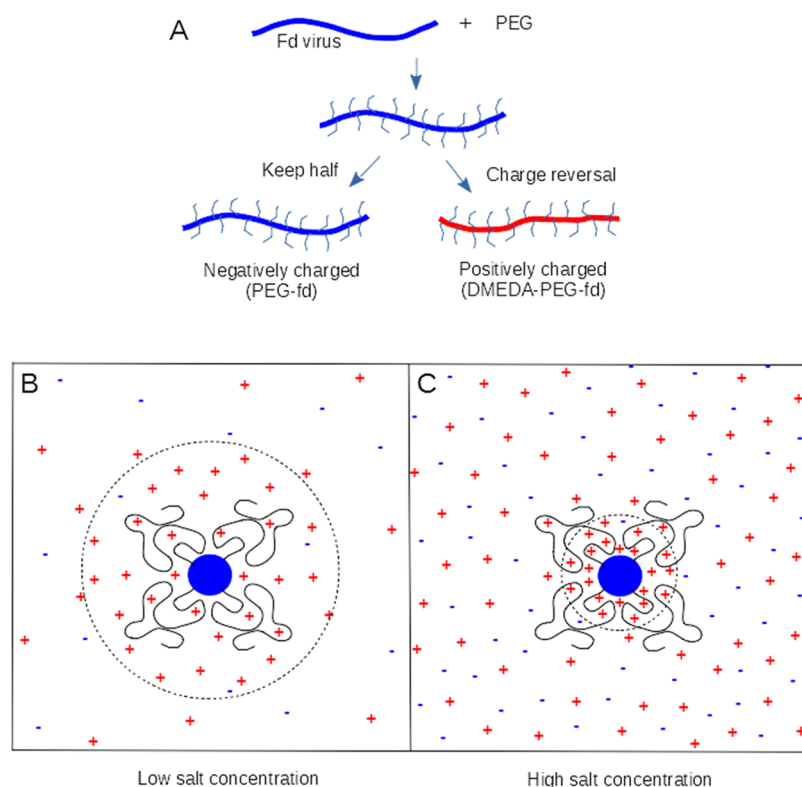 A
Fd virus + PEG
Keep half
Charge reversal
Negatively charged
(PEG-fd)
Positively charged
(DMEDA-PEG-fd)
B
C
Low salt concentration
High salt concentration